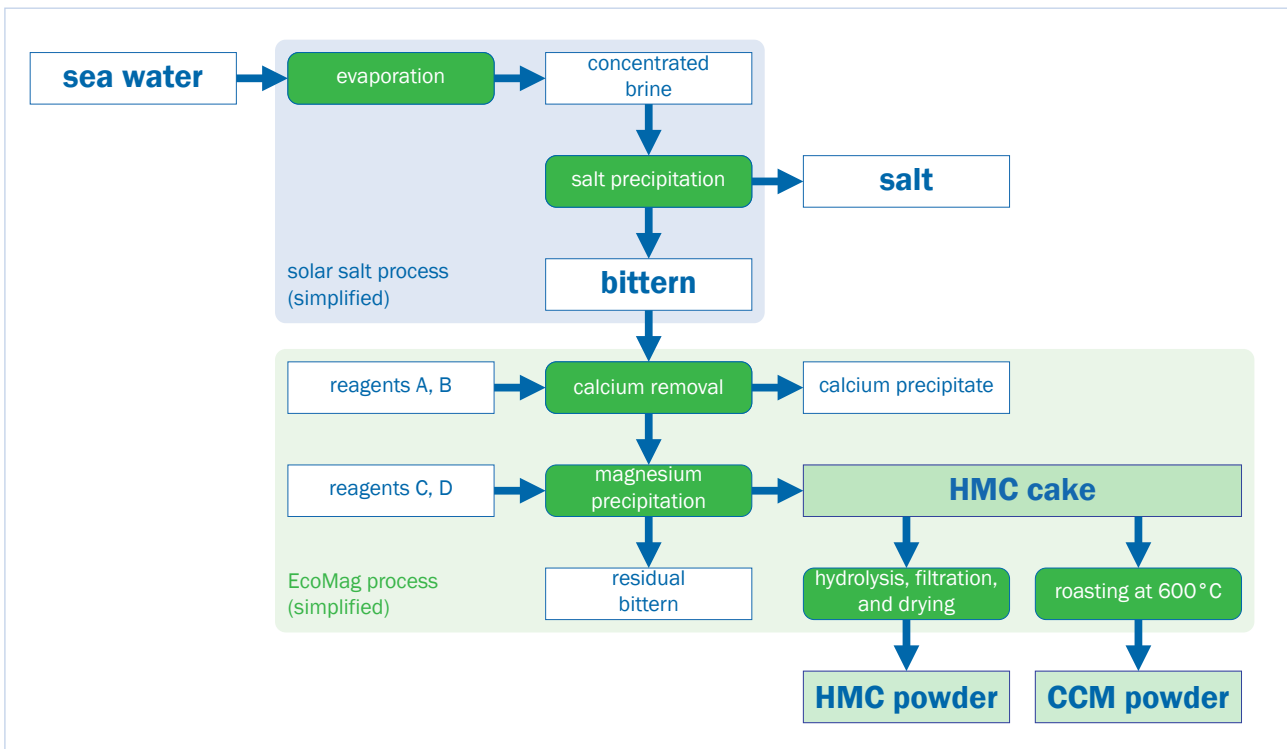 sea water
evaporation
concentrated
brine
salt precipitation
salt
solar salt process
(simplified)
bittern
reagents A, B
calcium removal
calcium precipitate
reagents C, D
magnesium
precipitation
HMC cake
EcoMag process
(simplified)
residual
bittern
hydrolysis, filtration,
and drying
roasting at 600°C
HMC powder
CCM powder